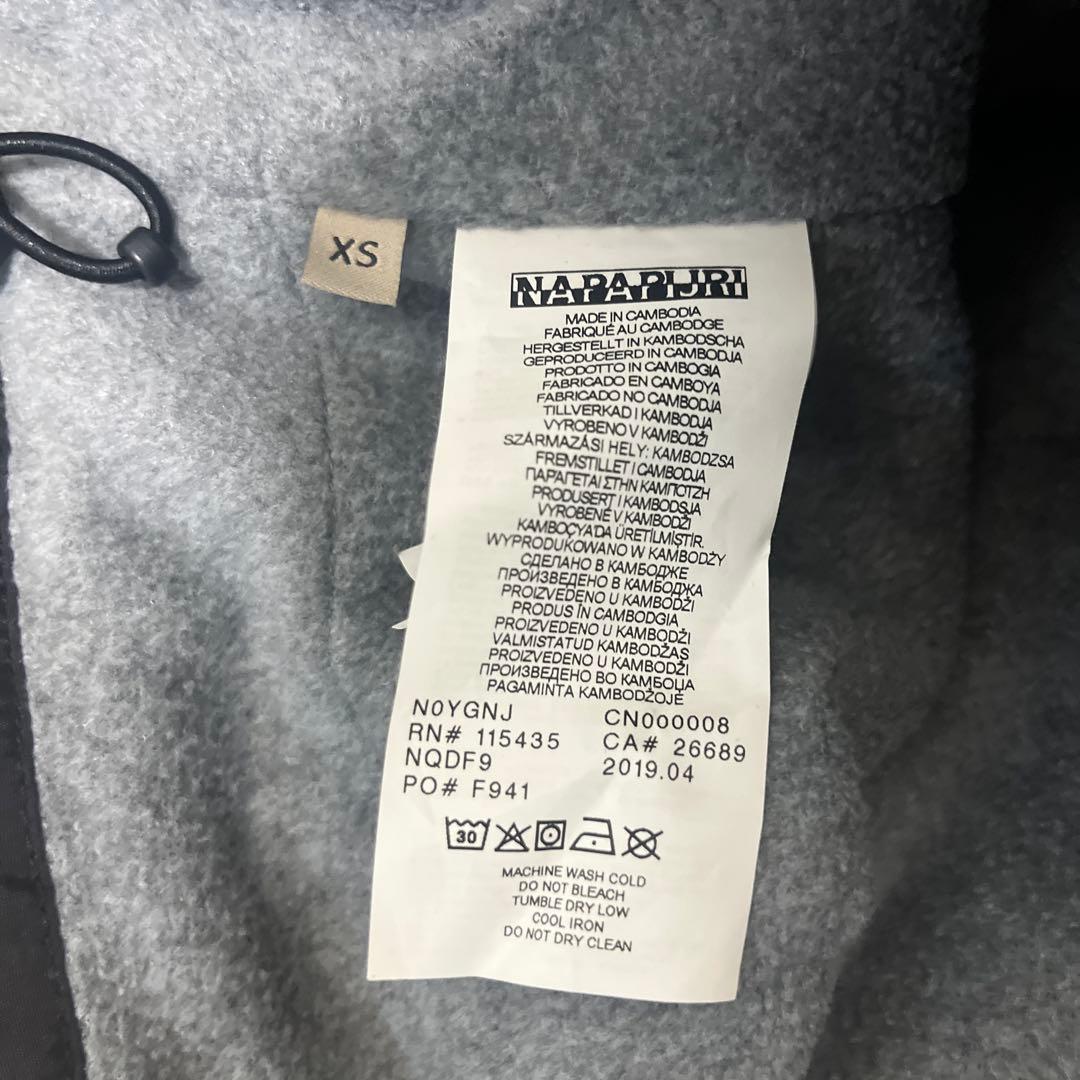 XS
NAPAPIJRI
MADE IN CAMBODIA
FABRIQUÉ AU CAMBODGE
HERGESTELLT IN KAMBODSCHA
GEPRODUCEERD IN CAMBODJA
PRODOTTO IN CAMBOGIA
FABRICADO EN CAMBOYA
FABRICADO NO CAMBODJA
TILLVERKAD I KAMBODJA
VYROBENO V KAMBODŽI
SZÁRMAZÁSI HELY: KAMBODZSA
FREMSTILLET I CAMBODJA
ΠΑΡΑΓΕΤΑΙ ΣΤΗΝ ΚΑΜΠΟΤΖΗ
PRODUSERT I KAMBODSJA
VYROBENÉ V KAMBODŽI
KAMBOÇYADA ÜRETİLMİŞTİR.
WYPRODUKOWANO W KAMBODŻY
СДЕЛАНО В КАМБОДЖЕ
ПРОИЗВЕДЕНО В КАМБОДЖА
PROIZVEDENO U KAMBODŽI
PRODUS ÎN CAMBODGIA
PROIZVEDENO U KAMBODŽI
VALMISTATUD KAMBODŽAS
PROIZVEDENO U KAMBODŽI
ПРОИЗВЕДЕНО ВО КАМБОЏА
PAGAMINTA KAMBODŽOJE
N0YGNJ CN000008
RN# 115435 CA# 26689
NQDF9 2019.04
PO# F941
30
MACHINE WASH COLD
DO NOT BLEACH
TUMBLE DRY LOW
COOL IRON
DO NOT DRY CLEAN